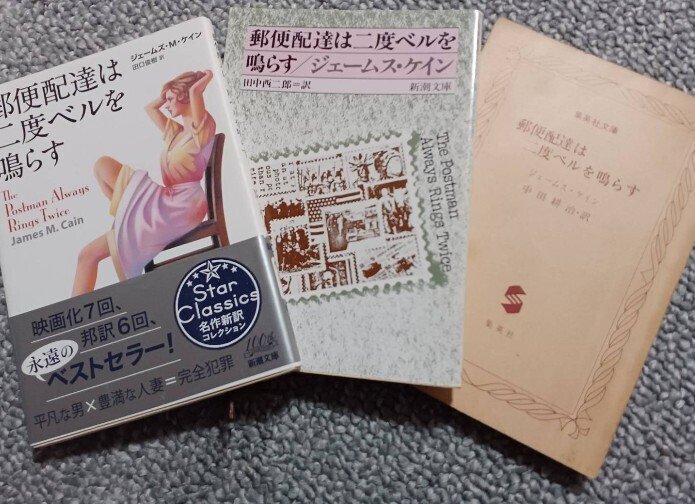 ジェームズ・M・ケイン
田口俊樹 訳
郵便配達は
二度ベルを
鳴らす
The
Postman Always
Rings Twice
James M. Cain
Star
Classics
名作新訳
コレクション
映画化7回、
邦訳6回、
永遠の
ベストセラー!
平凡な男×豊満な人妻=完全犯罪
新潮文庫
郵便配達は二度ベルを
鳴らす/ジェームス・ケイン
田中西二郎=訳
新潮文庫
The Postman
Always Rings Twice
集英社文庫
郵便配達は
二度ベルを鳴らす
ジェームス・ケイン
中田耕治・訳
集英社